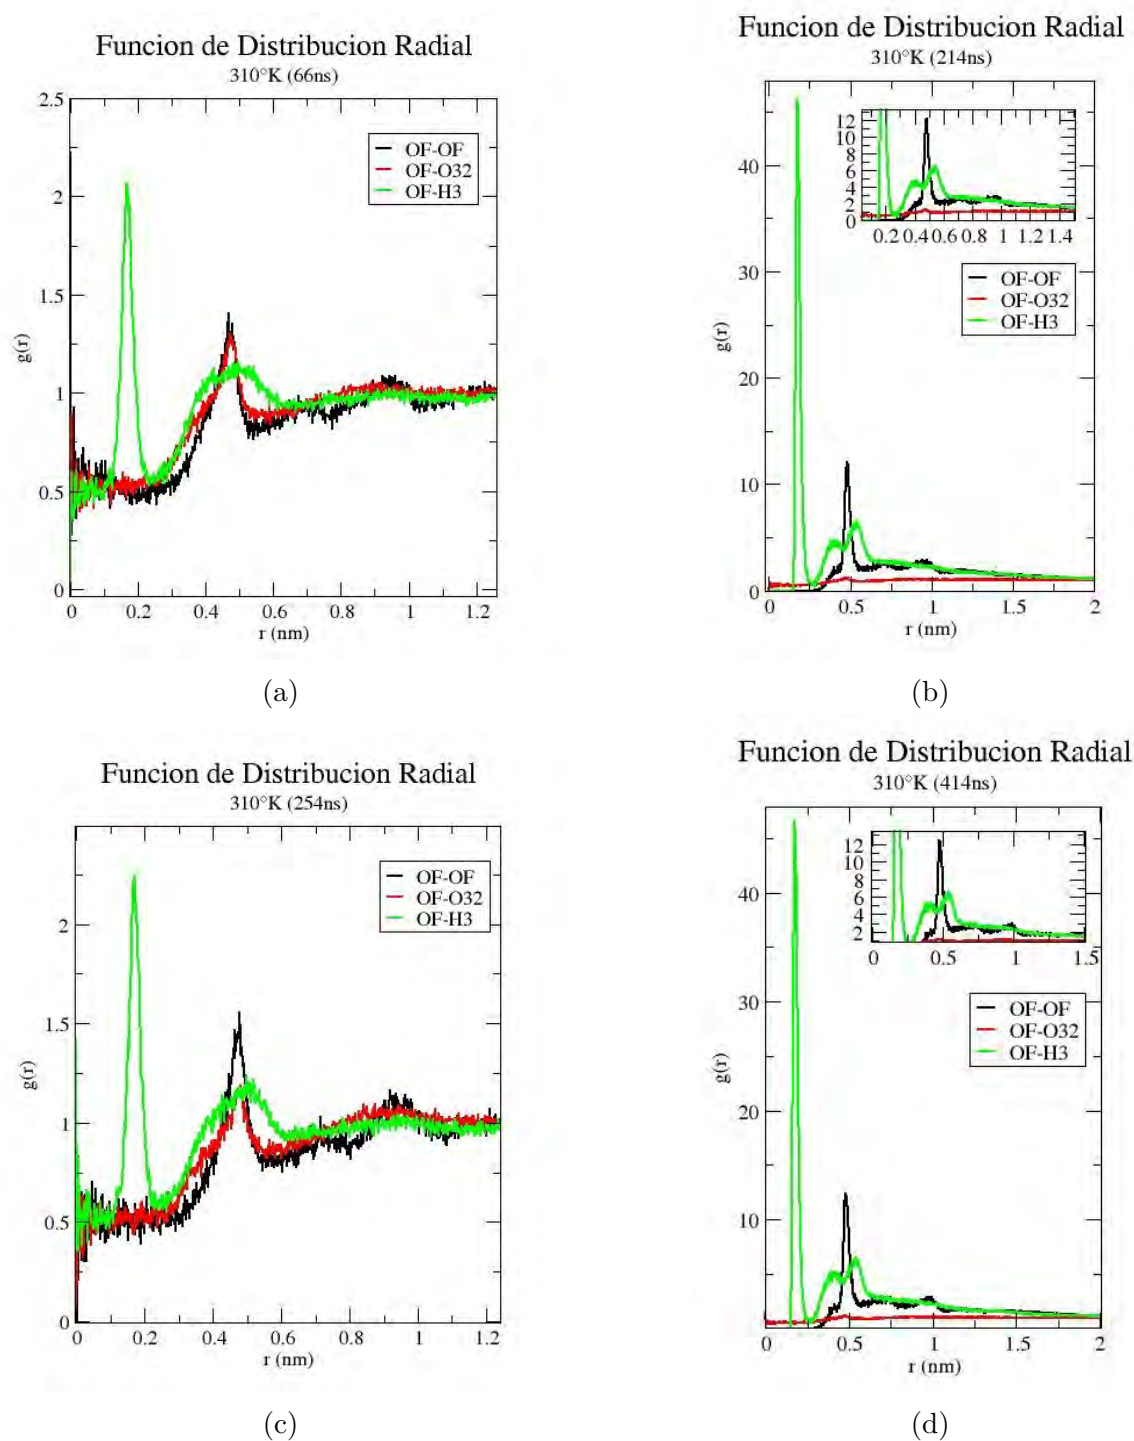 Funcion de Distribucion Radial
310°K (66ns)
2.5
2
1.5
1
0.5
0
g(r)
OF-OF
OF-O32
OF-H3
0 0.2 0.4 0.6 0.8 1 1.2
r (nm)
(a)
Funcion de Distribucion Radial
310°K (214ns)
40
30
20
10
0
g(r)
12
10
8
6
4
2
0
0.2 0.4 0.6 0.8 1 1.2 1.4
OF-OF
OF-O32
OF-H3
0 0.5 1 1.5 2
r (nm)
(b)
Funcion de Distribucion Radial
310°K (254ns)
2
1.5
1
0.5
0
g(r)
OF-OF
OF-O32
OF-H3
0 0.2 0.4 0.6 0.8 1 1.2
r (nm)
(c)
Funcion de Distribucion Radial
310°K (414ns)
40
30
20
10
g(r)
12
10
8
6
4
2
0 0.5 1 1.5
OF-OF
OF-O32
OF-H3
0 0.5 1 1.5 2
r (nm)
(d)